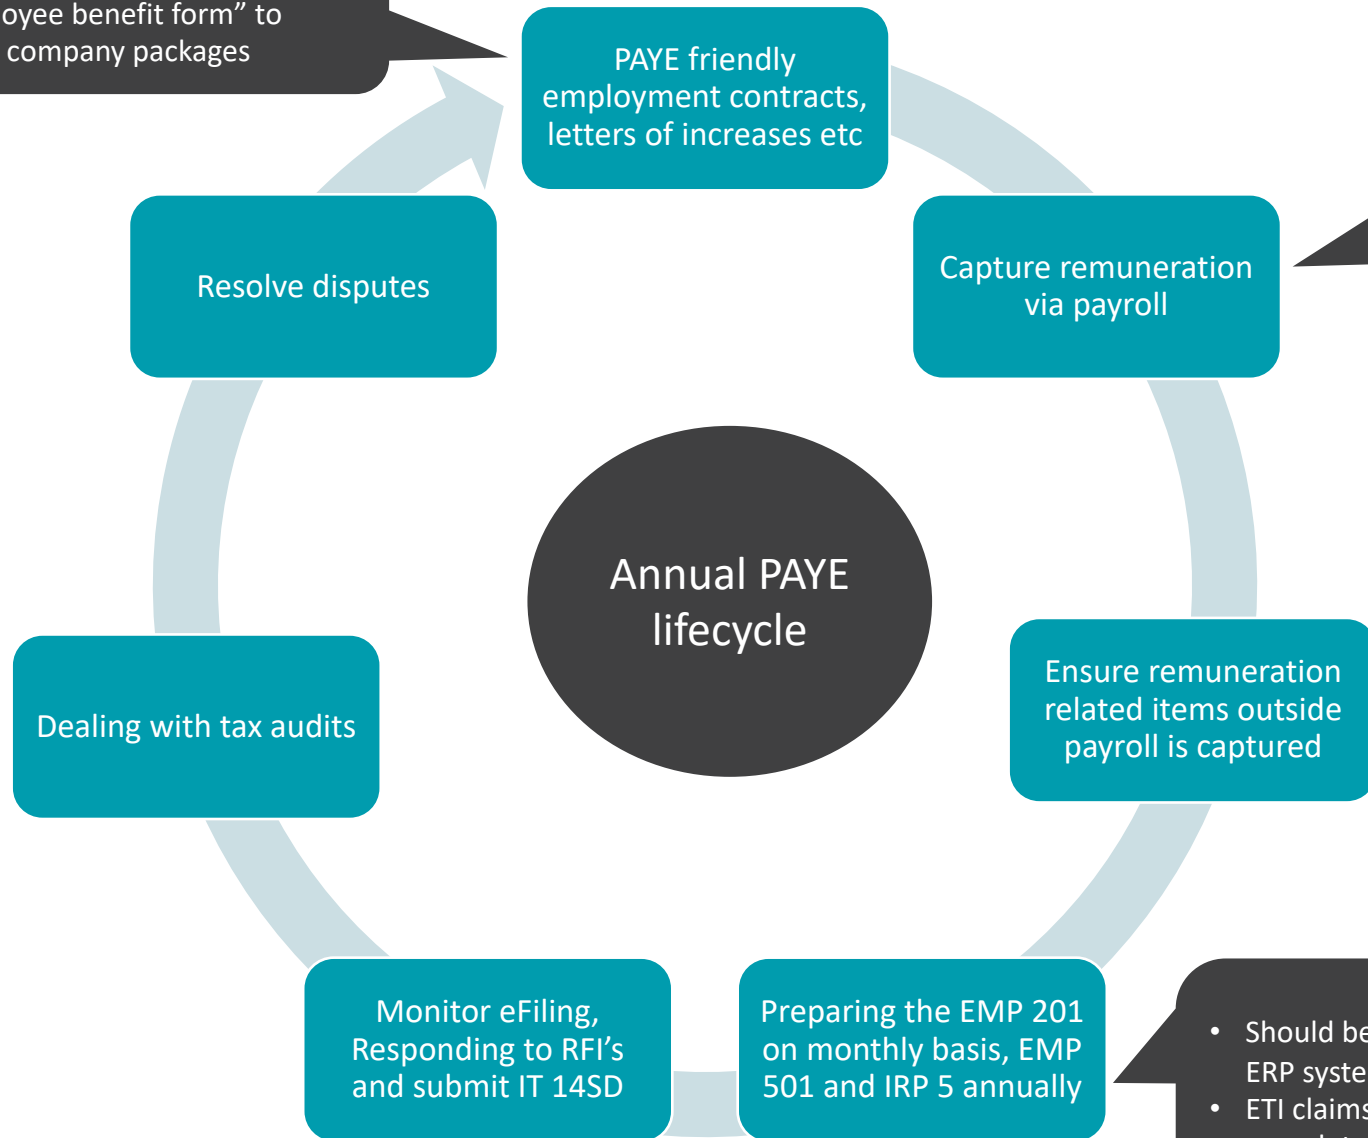 benefit form” to
company packages
PAYE friendly
employment contracts,
letters of increases etc
Capture remuneration
via payroll
Ensure remuneration
related items outside
payroll is captured
Preparing the EMP 201
on monthly basis, EMP
501 and IRP 5 annually
• Should be
ERP
• ETI claims
Monitor eFiling,
Responding to RFI’s
and submit IT 14SD
Dealing with tax audits
Resolve disputes
Annual PAYE
lifecycle